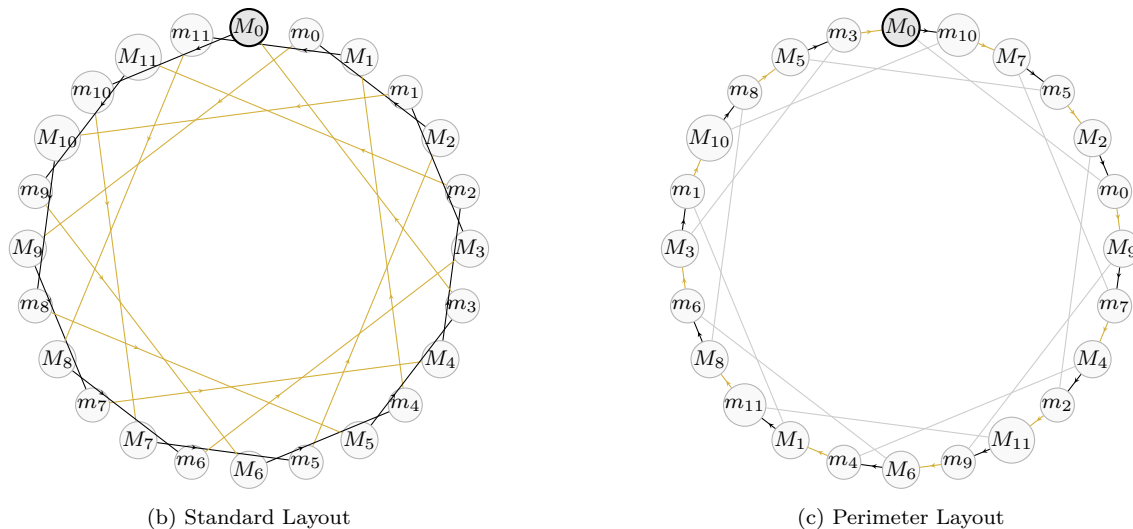 M₀
m₀
M₁
m₁
M₂
m₂
M₃
m₃
M₄
m₄
M₅
m₅
M₆
m₆
M₇
m₇
M₈
m₈
M₉
m₉
M₁₀
m₁₀
M₁₁
m₁₁
(b) Standard Layout
M₀
m₁₀
M₇
m₅
M₂
m₀
M₉
m₇
M₄
m₂
M₁₁
m₉
M₆
m₄
M₁
m₁₁
M₈
m₆
M₃
m₁
M₁₀
m₈
M₅
m₃
(c) Perimeter Layout